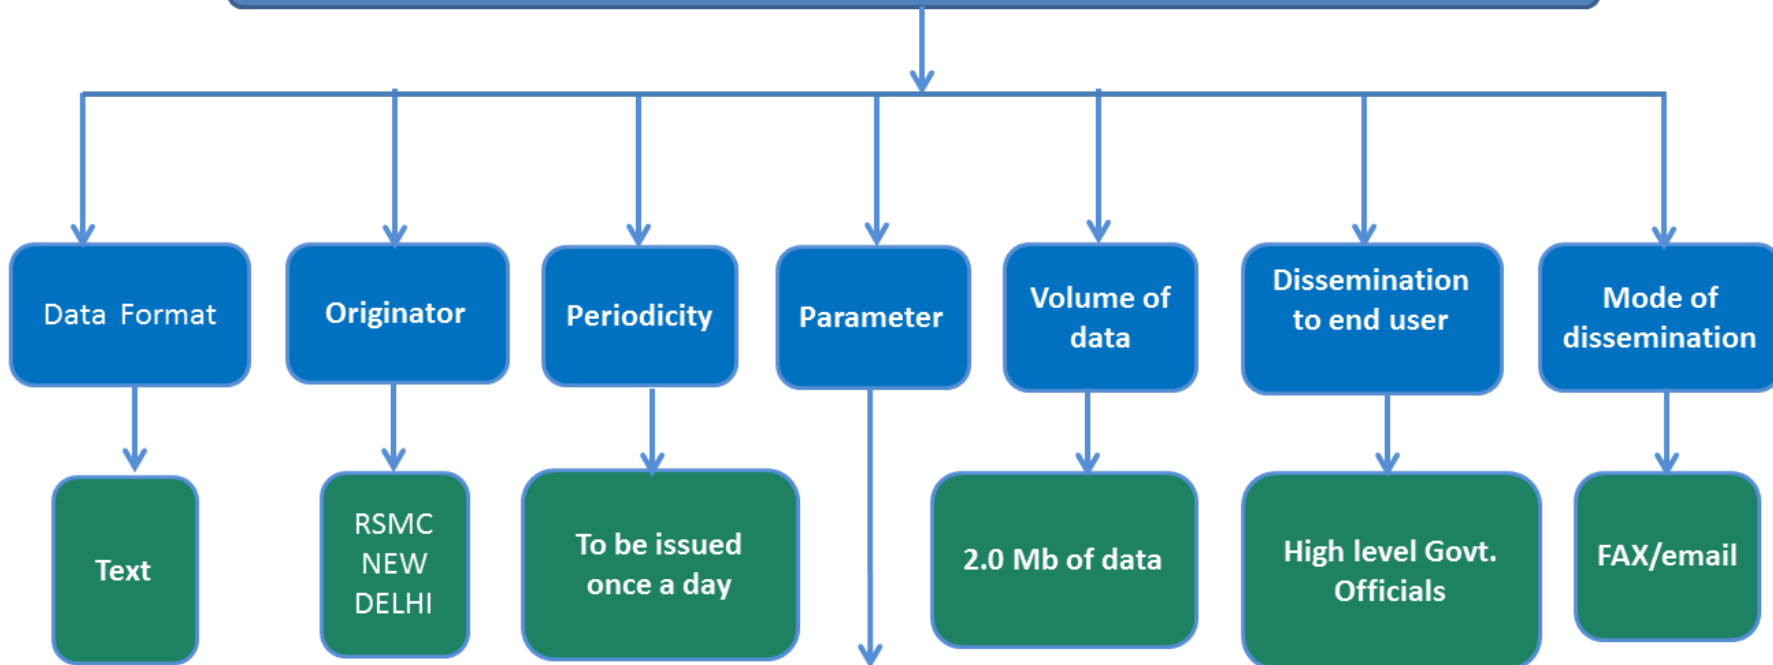 Data Format
Originator
Periodicity
Parameter
Volume of
data
Dissemination
to end user
Mode of
dissemination
Text
RSMC
NEW
DELHI
To be issued
once a day
2.0 Mb of data
High level Govt.
Officials
FAX/email